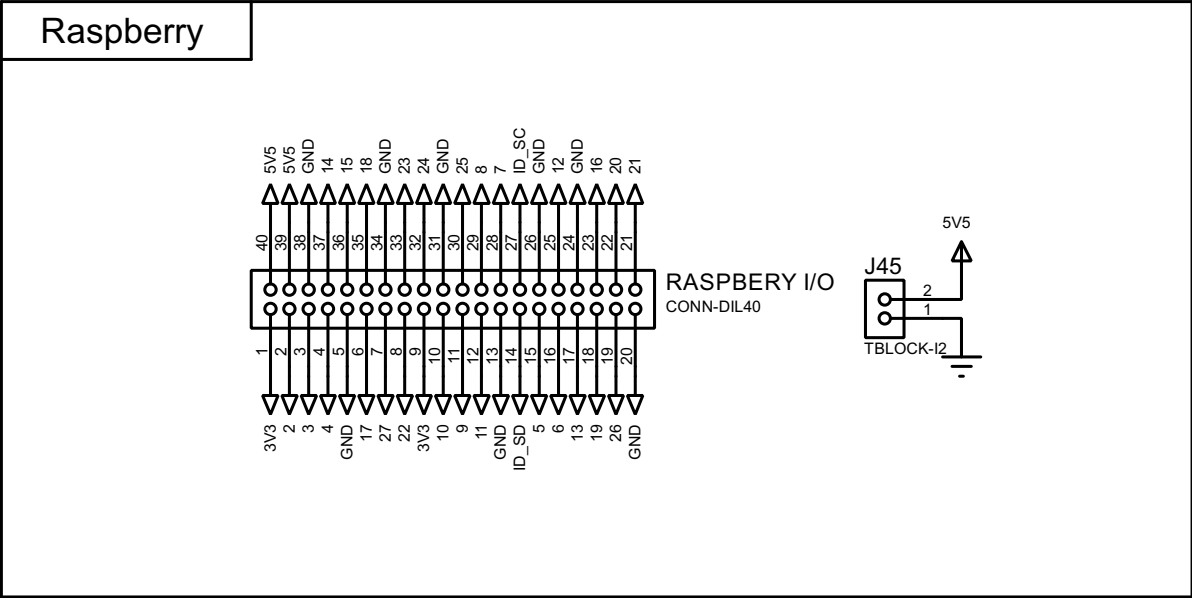 Raspberry
5V5 5V5 GND 14 15 18 GND 23 24 GND 25 8 7 ID_SC GND 12 GND 16 20 21
40 39 38 37 36 35 34 33 32 31 30 29 28 27 26 25 24 23 22 21
RASPBERY I/O
CONN-DIL40
1 2 3 4 5 6 7 8 9 10 11 12 13 14 15 16 17 18 19 20
3V3 2 3 4 GND 17 27 22 3V3 10 9 11 GND ID_SD 5 6 13 19 26 GND
5V5
J45
2
1
TBLOCK-I2